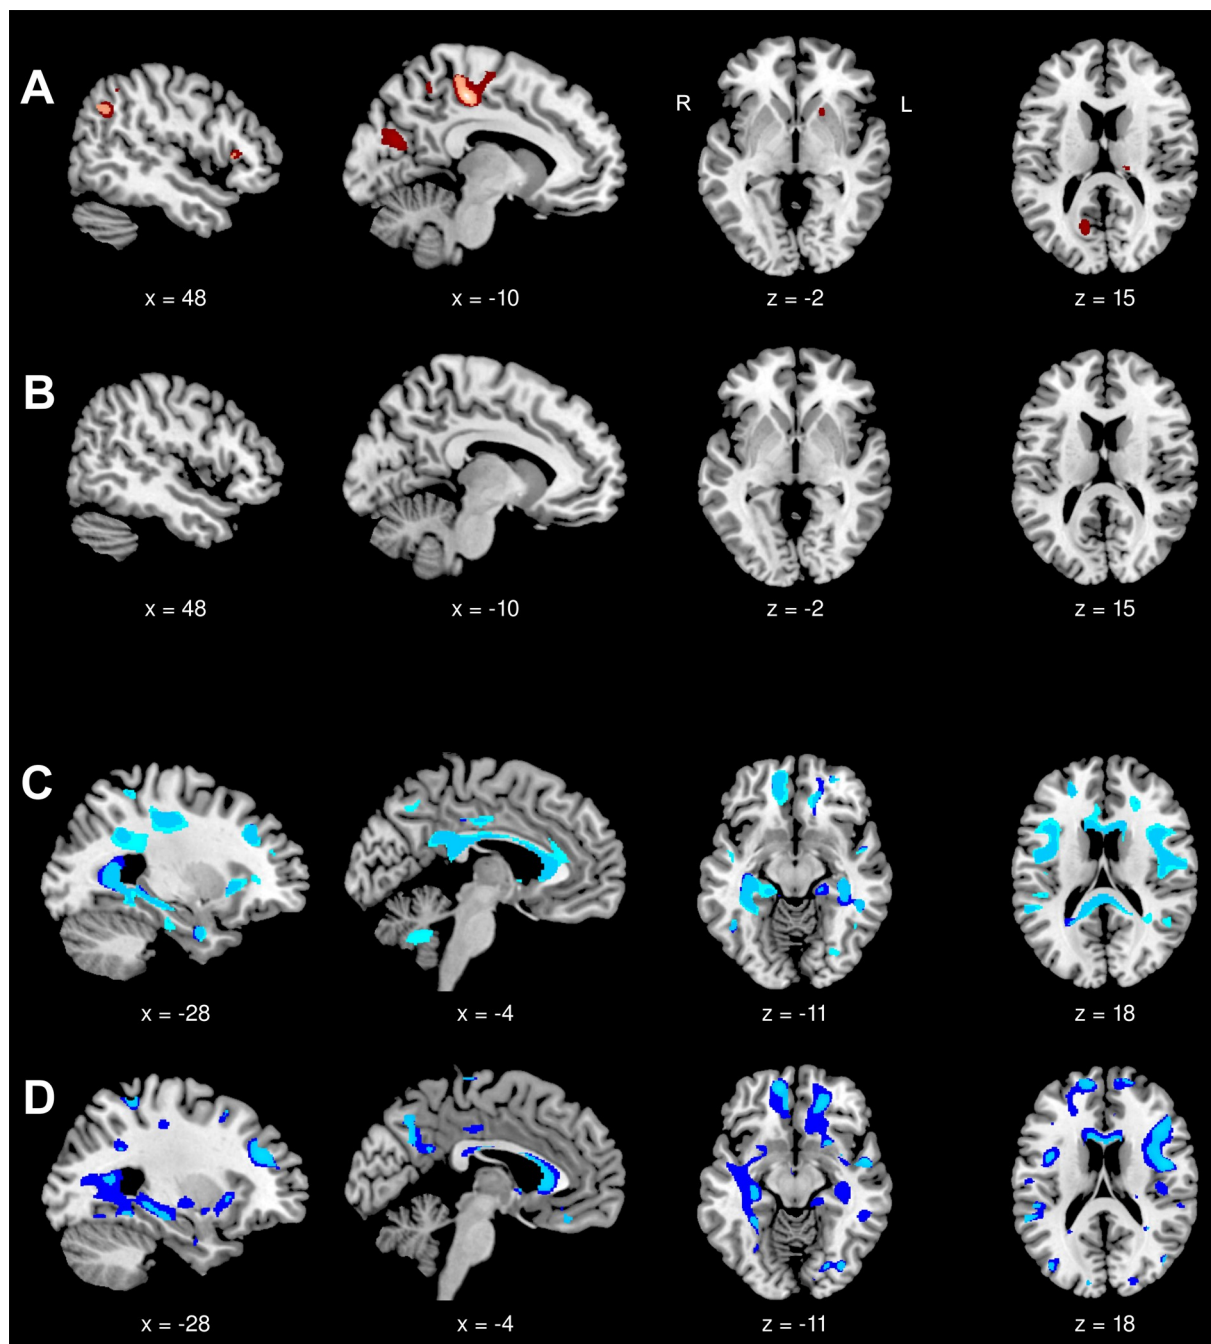 A
R L
x = 48 x = -10 z = -2 z = 15
B
x = 48 x = -10 z = -2 z = 15
C
x = -28 x = -4 z = -11 z = 18
D
x = -28 x = -4 z = -11 z = 18